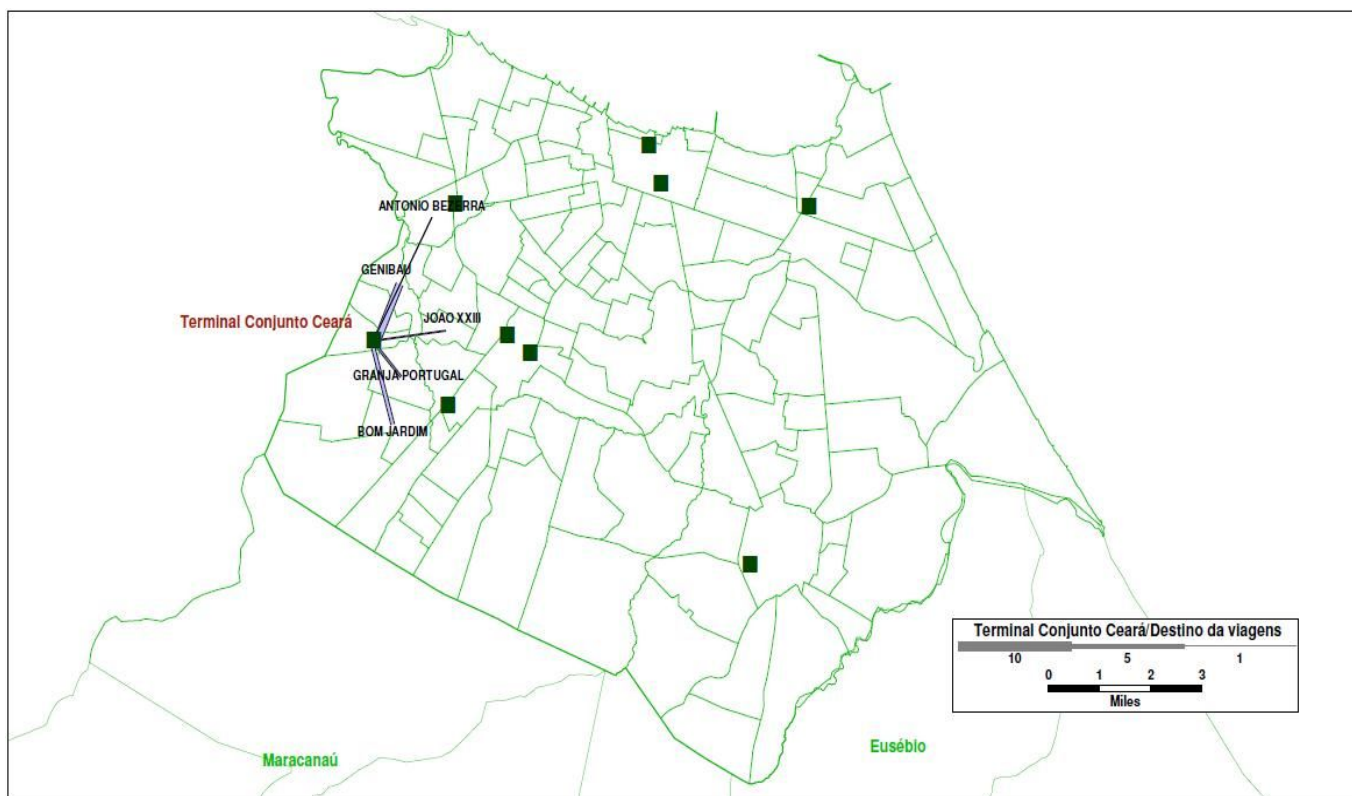 ANTONIO BEZERRA
GENIBAU
Terminal Conjunto Ceará
JOAO XXIII
GRANJA PORTUGAL
BOM JARDIM
Terminal Conjunto Ceará/Destino da viagens
10 5 1
0 1 2 3
Miles
Maracanaú
Eusébio